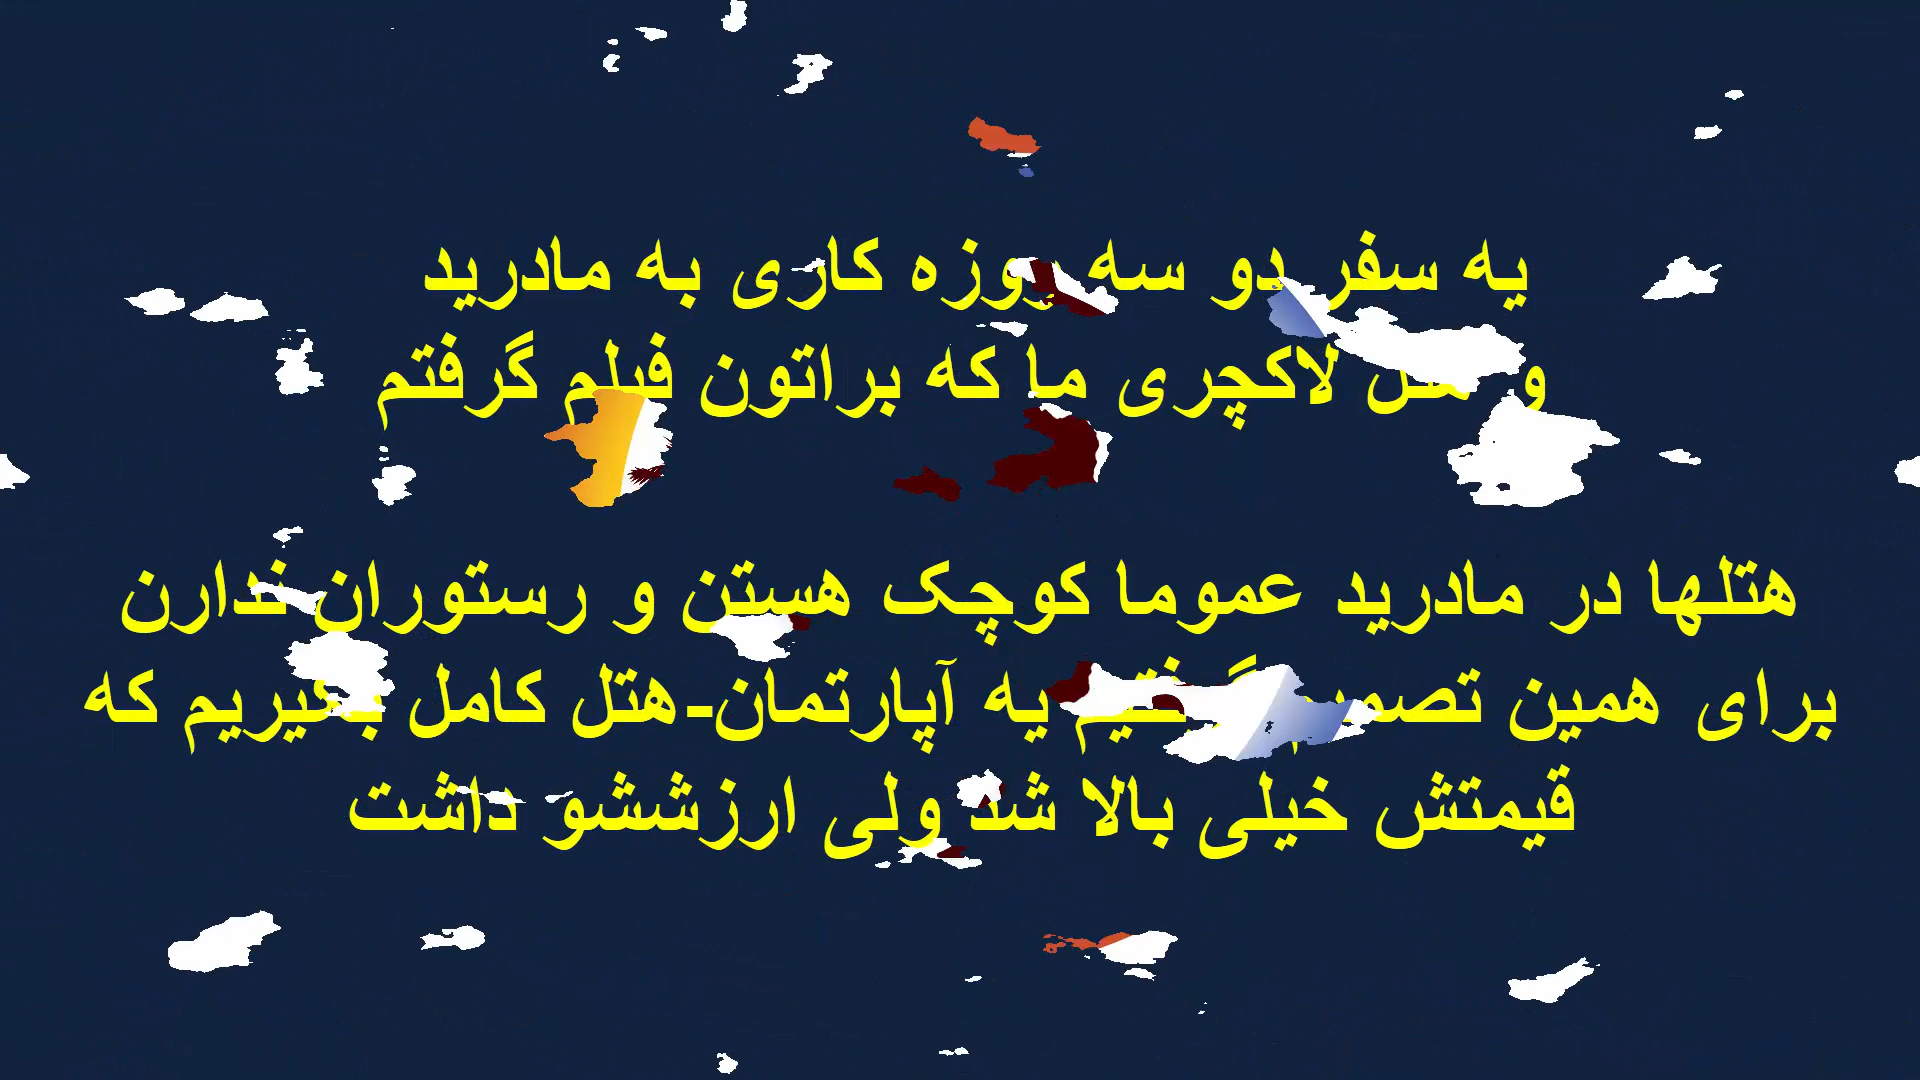 یه سفر دو سه روزه کاری به مادرید
و هتل لاکچری ما که براتون فیلم گرفتم
هتلها در مادرید عموما کوچک هستن و رستوران ندارن
برای همین تصمیم گرفتیم یه آپارتمان-هتل کامل بگیریم که
قیمتش خیلی بالا شد ولی ارزششو داشت